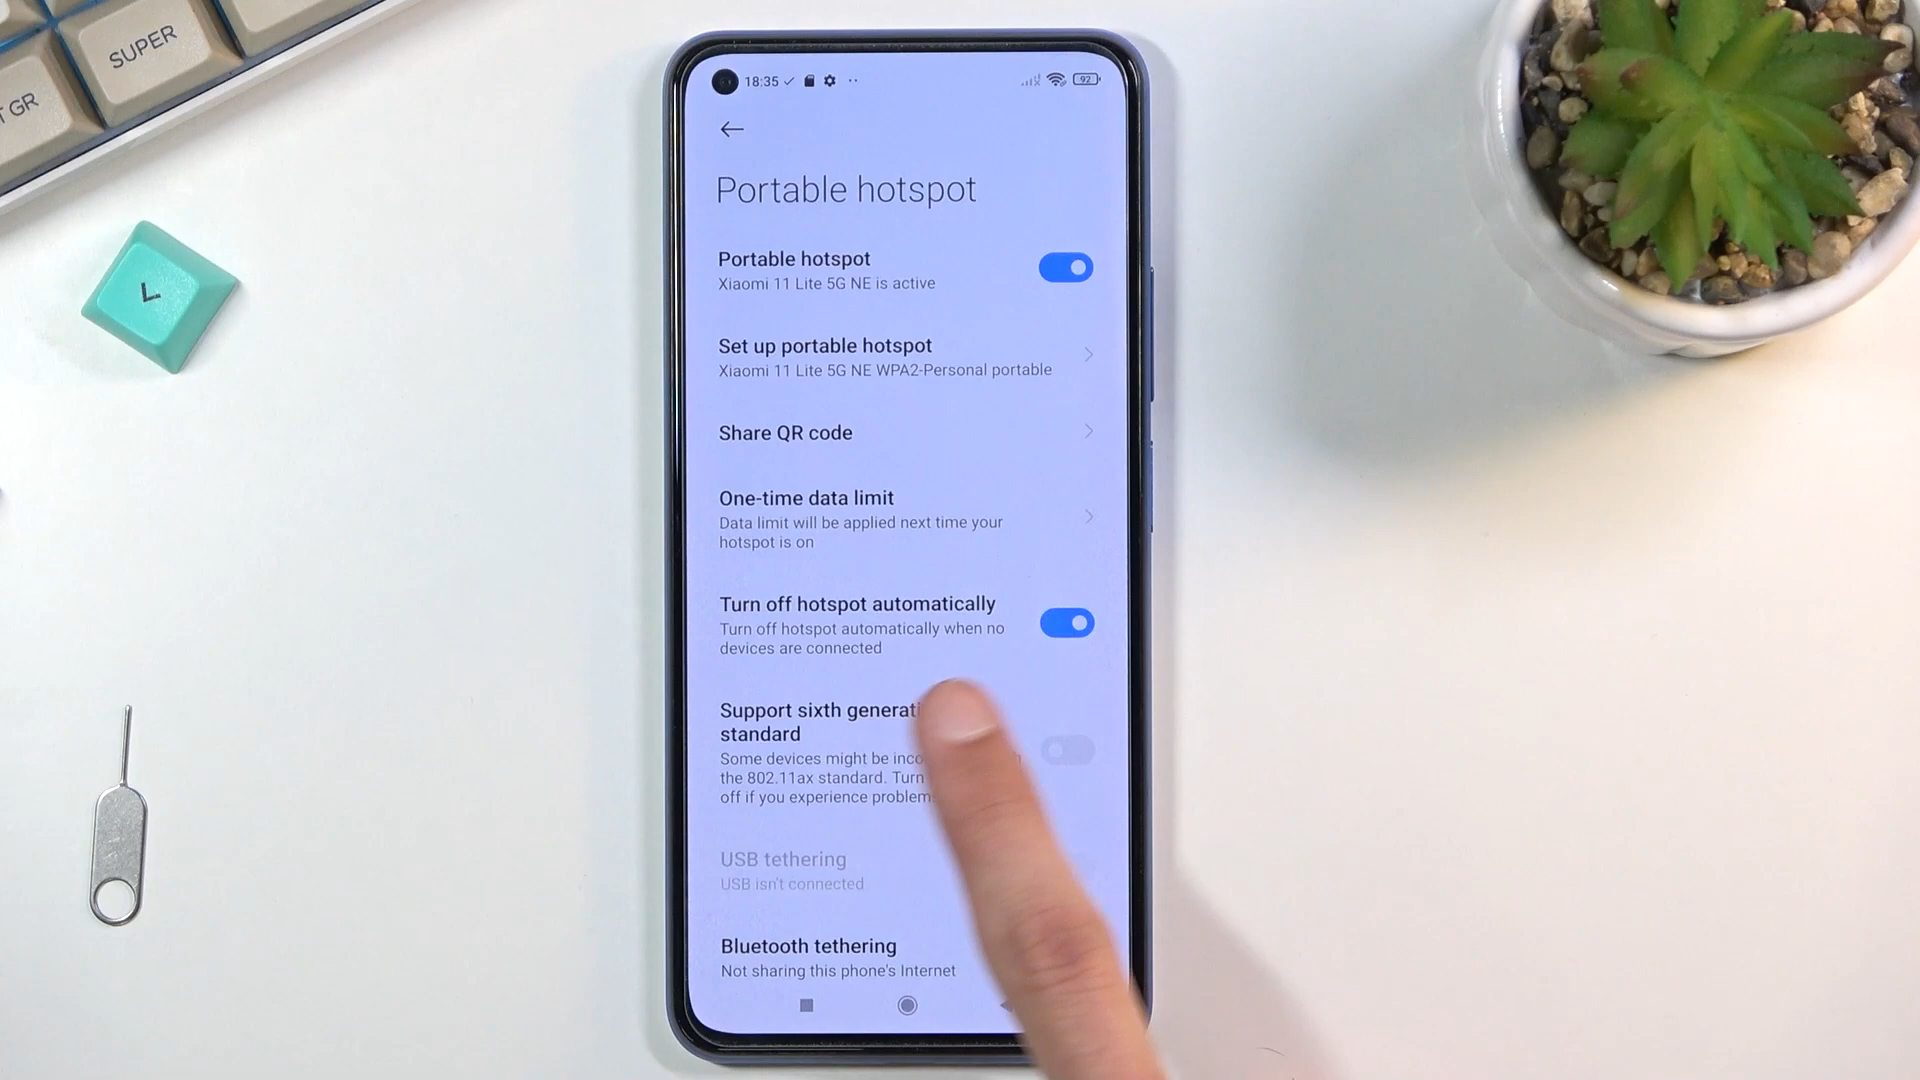 SUPER
T GR
18:35
92
Portable hotspot
Portable hotspot
Xiaomi 11 Lite 5G NE is active
Set up portable hotspot
Xiaomi 11 Lite 5G NE WPA2-Personal portable
Share QR code
One-time data limit
Data limit will be applied next time your
hotspot is on
Turn off hotspot automatically
Turn off hotspot automatically when no
devices are connected
Support sixth
standard
Some devices might be
the 802.11ax standard. Turn
off if you experience
USB tethering
USB isn't connected
Bluetooth tethering
Not sharing this phone's Internet